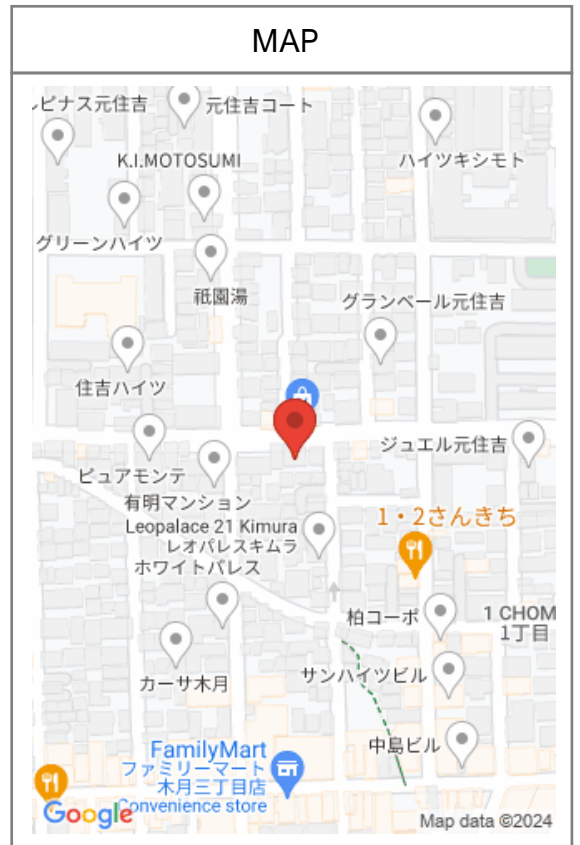 MAP
レピナス元住吉
元住吉コート
K.I.MOTOSUMI
ハイツキシモト
グリーンハイツ
祇園湯
グランベール元住吉
住吉ハイツ
ジュエル元住吉
ピュアモンテ
有明マンション
1・2さんきち
Leopalace 21 Kimura
レオパレスキムラ
ホワイトパレス
柏コーポ
1 CHOM
1丁目
サンハイツビル
カーサ木月
中島ビル
FamilyMart
ファミリーマート
木月三丁目店
Convenience store
Google
Map data ©2024